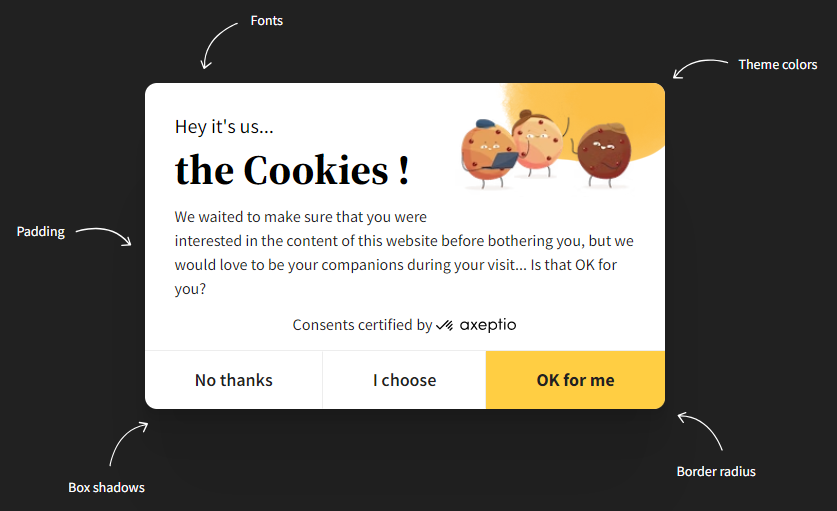 Fonts
Theme colors
Hey it's us...
the Cookies !
We waited to make sure that you were
interested in the content of this website before bothering you, but we
would love to be your companions during your visit... Is that OK for
you?
Padding
Consents certified by axeptio
No thanks
I choose
OK for me
Border radius
Box shadows